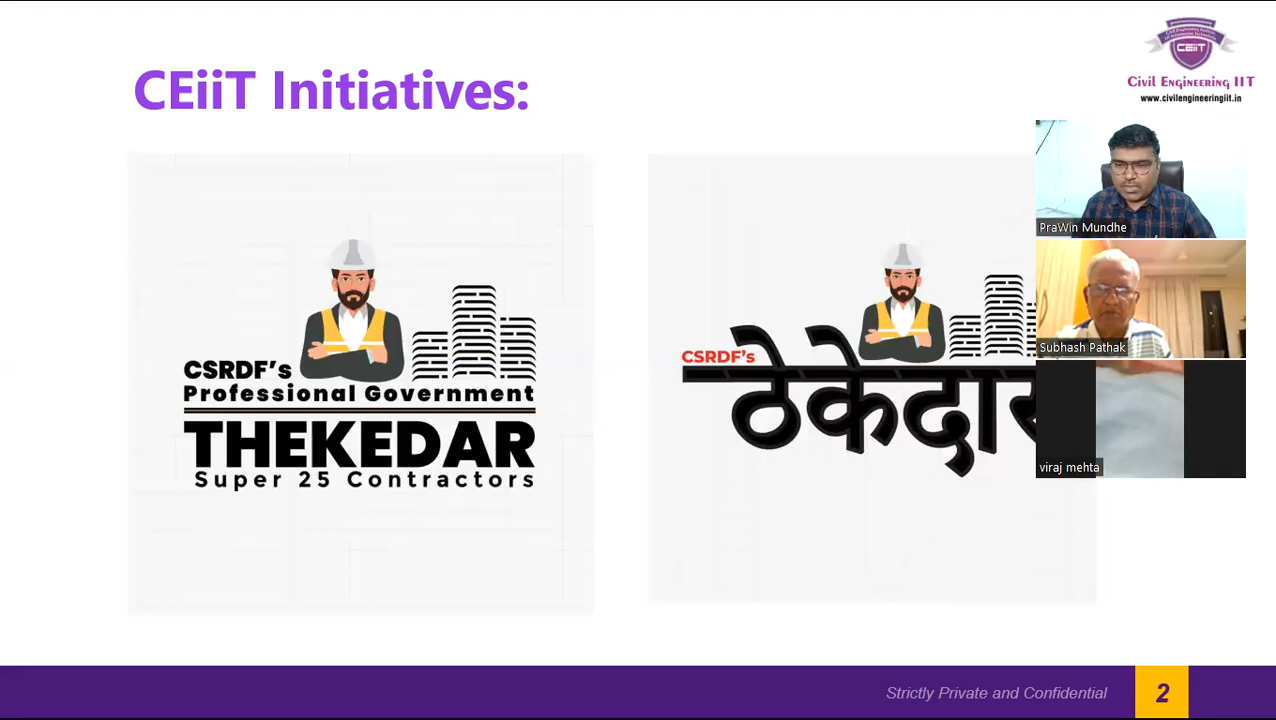 CEiiT Initiatives:
CEiiT
Civil Engineering IIT
www.civilengineeringiit.in
CSRDF's
Professional Government
THEKEDAR
Super 25 Contractors
CSRDF's
PraWin Mundhe
Subhash Pathak
viraj mehta
Strictly Private and Confidential
2